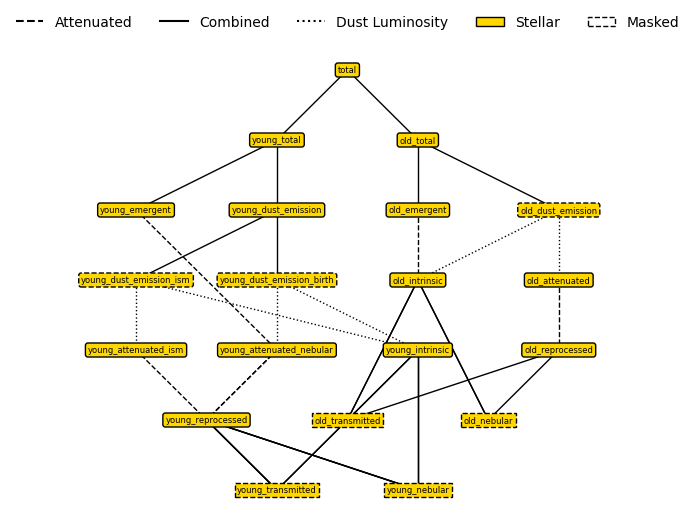 Attenuated Combined Dust Luminosity Stellar Masked
total
young_total old_total
young_emergent young_dust_emission old_emergent old_dust_emission
young_dust_emission_ism young_dust_emission_birth old_intrinsic old_attenuated
young_attenuated_ism young_attenuated_nebular young_intrinsic old_reprocessed
young_reprocessed old_transmitted old_nebular
young_transmitted young_nebular